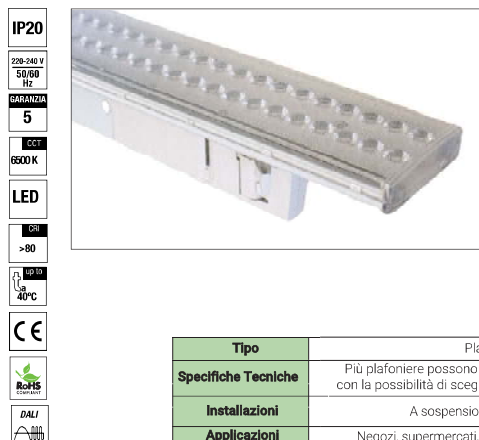 IP20
220-240 V
50/60
Hz
GARANZIA
5
CCT
6500 K
LED
CRI
>80
up to
ta
40°C
CE
RoHS
COMPLIANT
DALI
Tipo
Pla
Specifiche Tecniche
Più plafoniere possono
con la possibilità di sceg
Installazioni
A sospensio
Applicazioni
Negozi, supermercati,